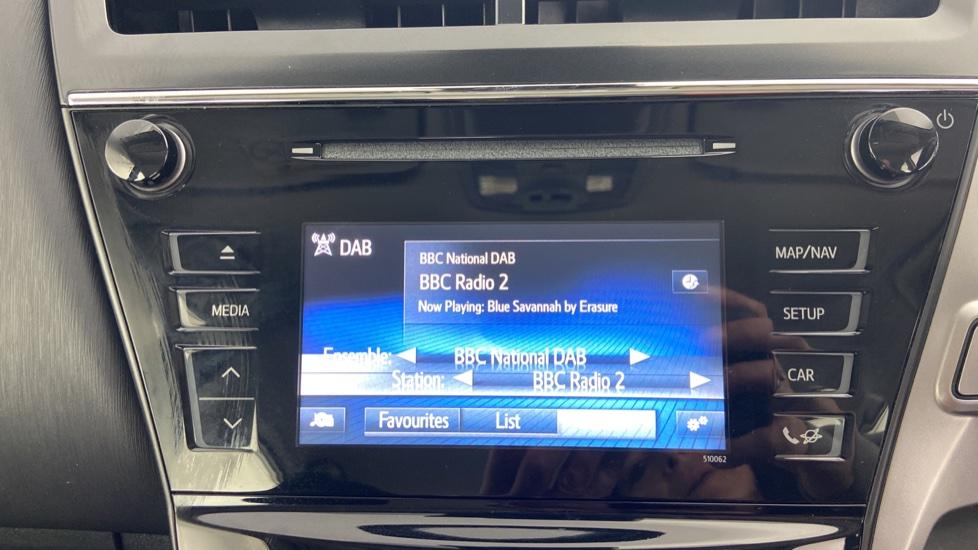 DAB
BBC National DAB
BBC Radio 2
Now Playing: Blue Savannah by Erasure
Ensemble: BBC National DAB
Station: BBC Radio 2
Favourites List
510062
MEDIA
MAP/NAV
SETUP
CAR